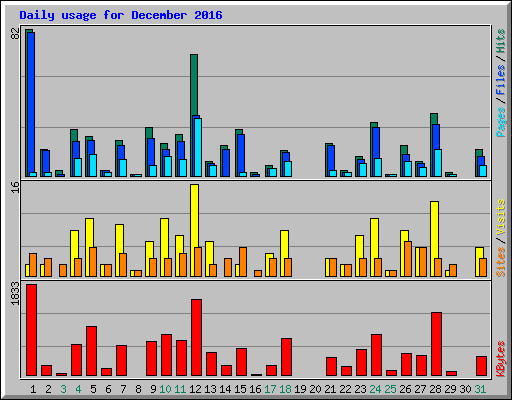 Daily usage for December 2016
82
Pages / Files / Hits
16
Sites / Visits
1833
KBytes
1 2 3 4 5 6 7 8 9 10 11 12 13 14 15 16 17 18 19 20 21 22 23 24 25 26 27 28 29 30 31